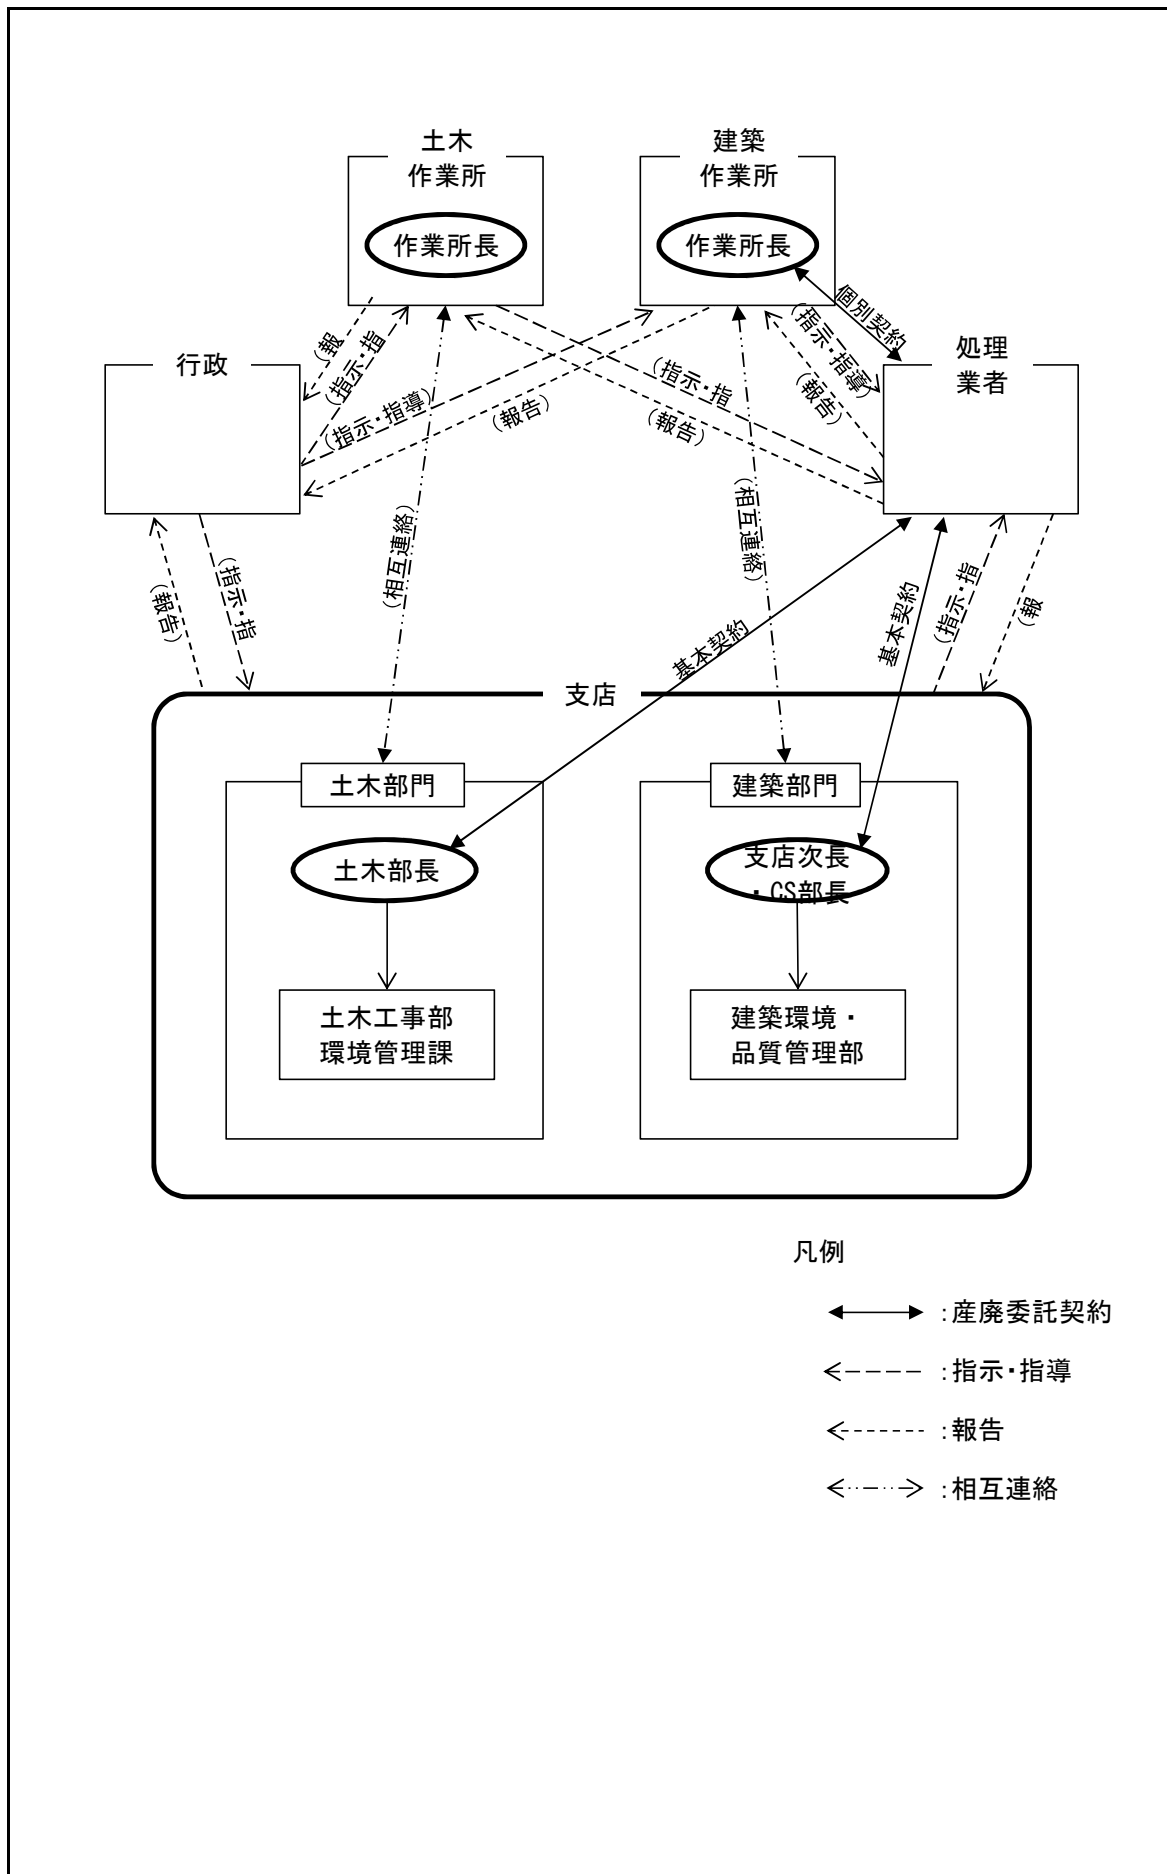 土木
作業所
建築
作業所
作業所長
作業所長
個別契約
(指示・指導)
(報告)
行政
処理
業者
(報
(指示・指
(指示・指導)
(報告)
(指示・指
(報告)
(相互連絡)
(相互連絡)
(報告)
(指示・指
基本契約
基本契約
(指示・指
(報
支店
土木部門
建築部門
土木部長
支店次長
・CS部長
土木工事部
環境管理課
建築環境・
品質管理部
凡例
:産廃委託契約
:指示・指導
:報告
:相互連絡